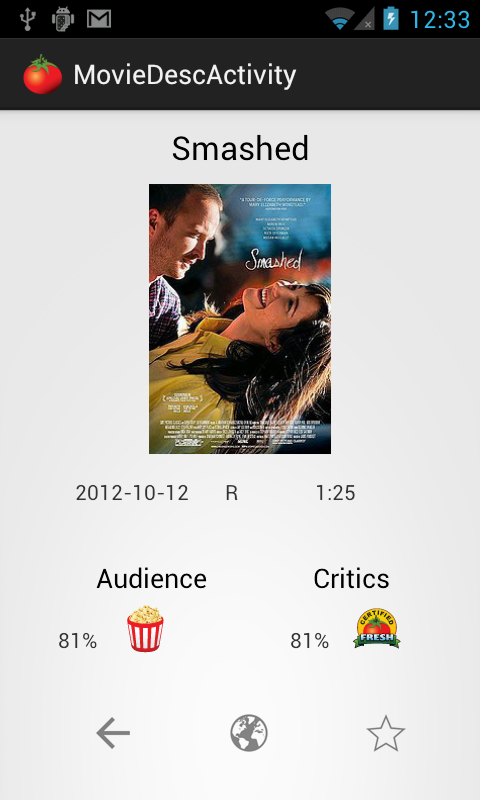 12:33
MovieDescActivity
Smashed
"A TOUR-DE-FORCE PERFORMANCE BY
MARY ELIZABETH WINSTEAD."
Smashed
2012-10-12 R 1:25
Audience Critics
81% 81%
CERTIFIED
FRESH